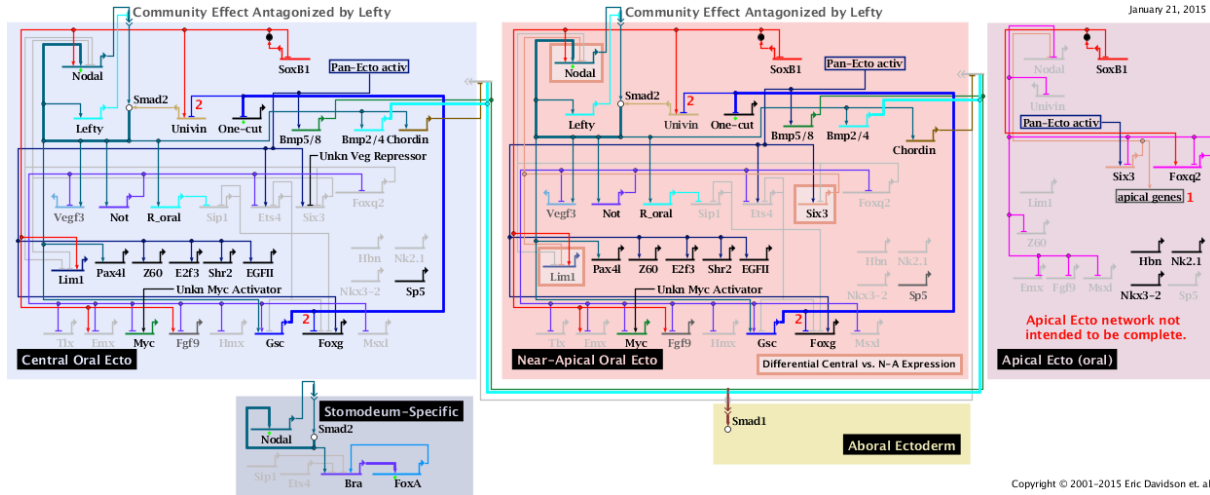 January 21, 2015
Community Effect Antagonized by Lefty
Nodal
SoxB1
Pan-Ecto activ
Lefty
Smad2
Univin
2
One-cut
Bmp5/8
Bmp2/4
Chordin
Unkn Veg Repressor
Vegf3
Not
R_oral
Sip1
Ets4
Six3
Foxq2
Lim1
Pax4l
Z60
E2f3
Shr2
EGFII
Hbn
Nk2.1
Nkx3-2
Sp5
Unkn Myc Activator
Tlx
Emx
Myc
Fgf9
Hmx
Gsc
2
Foxg
Msxl
Central Oral Ecto
Community Effect Antagonized by Lefty
Nodal
SoxB1
Pan-Ecto activ
Lefty
Smad2
Univin
2
One-cut
Bmp5/8
Bmp2/4
Chordin
Vegf3
Not
R_oral
Sip1
Ets4
Six3
Foxq2
Lim1
Pax4l
Z60
E2f3
Shr2
EGFII
Hbn
Nk2.1
Nkx3-2
Sp5
Unkn Myc Activator
Tlx
Emx
Myc
Fgf9
Hmx
Gsc
2
Foxg
Msxl
Near-Apical Oral Ecto
Differential Central vs. N-A Expression
Nodal
SoxB1
Univin
Pan-Ecto activ
Six3
Foxq2
apical genes
1
Lim1
Z60
Emx
Fgf9
Msxl
Hbn
Nk2.1
Nkx3-2
Sp5
Apical Ecto network not
intended to be complete.
Apical Ecto (oral)
Stomodeum-Specific
Nodal
Smad2
Sip1
Ets4
Bra
FoxA
Smad1
Aboral Ectoderm
Copyright © 2001-2015 Eric Davidson et. al